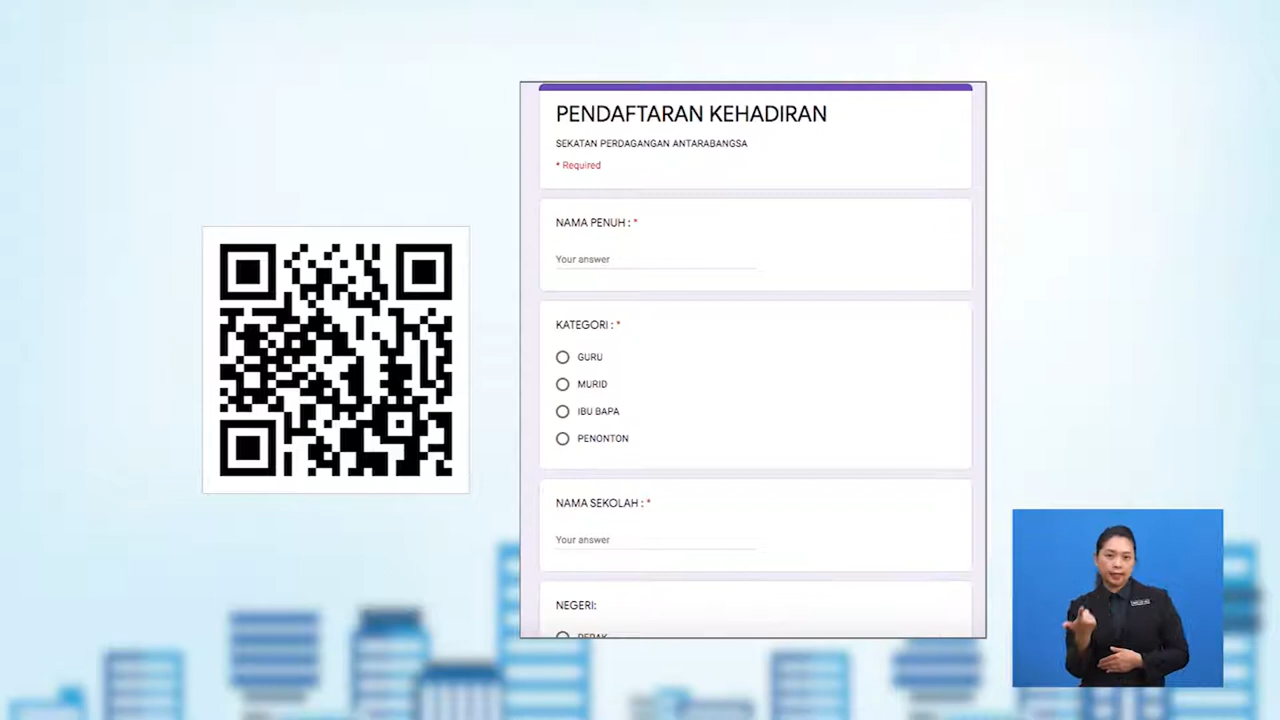 PENDAFTARAN KEHADIRAN
SEKATAN PERDAGANGAN ANTARABANGSA
* Required
NAMA PENUH : *
Your answer
KATEGORI : *
GURU
MURID
IBU BAPA
PENONTON
NAMA SEKOLAH : *
Your answer
NEGERI:
PERAK